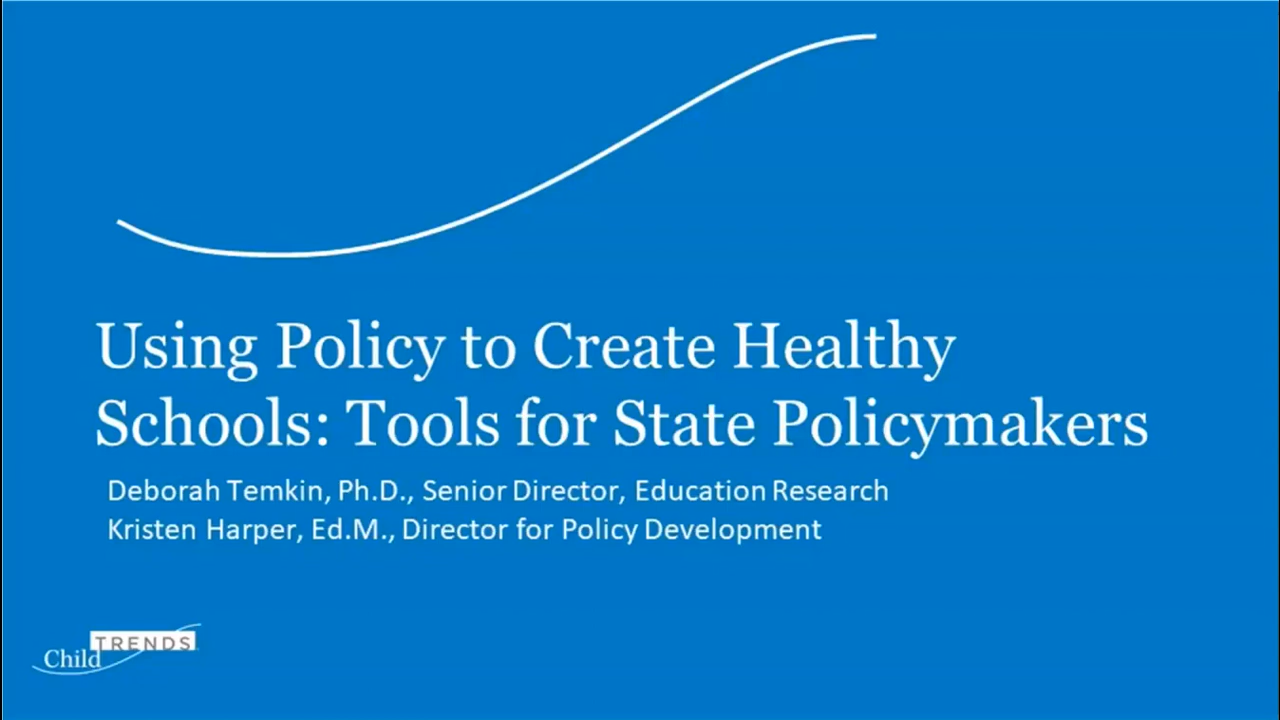 Using Policy to Create Healthy
Schools: Tools for State Policymakers
Deborah Temkin, Ph.D., Senior Director, Education Research
Kristen Harper, Ed.M., Director for Policy Development
Child TRENDS